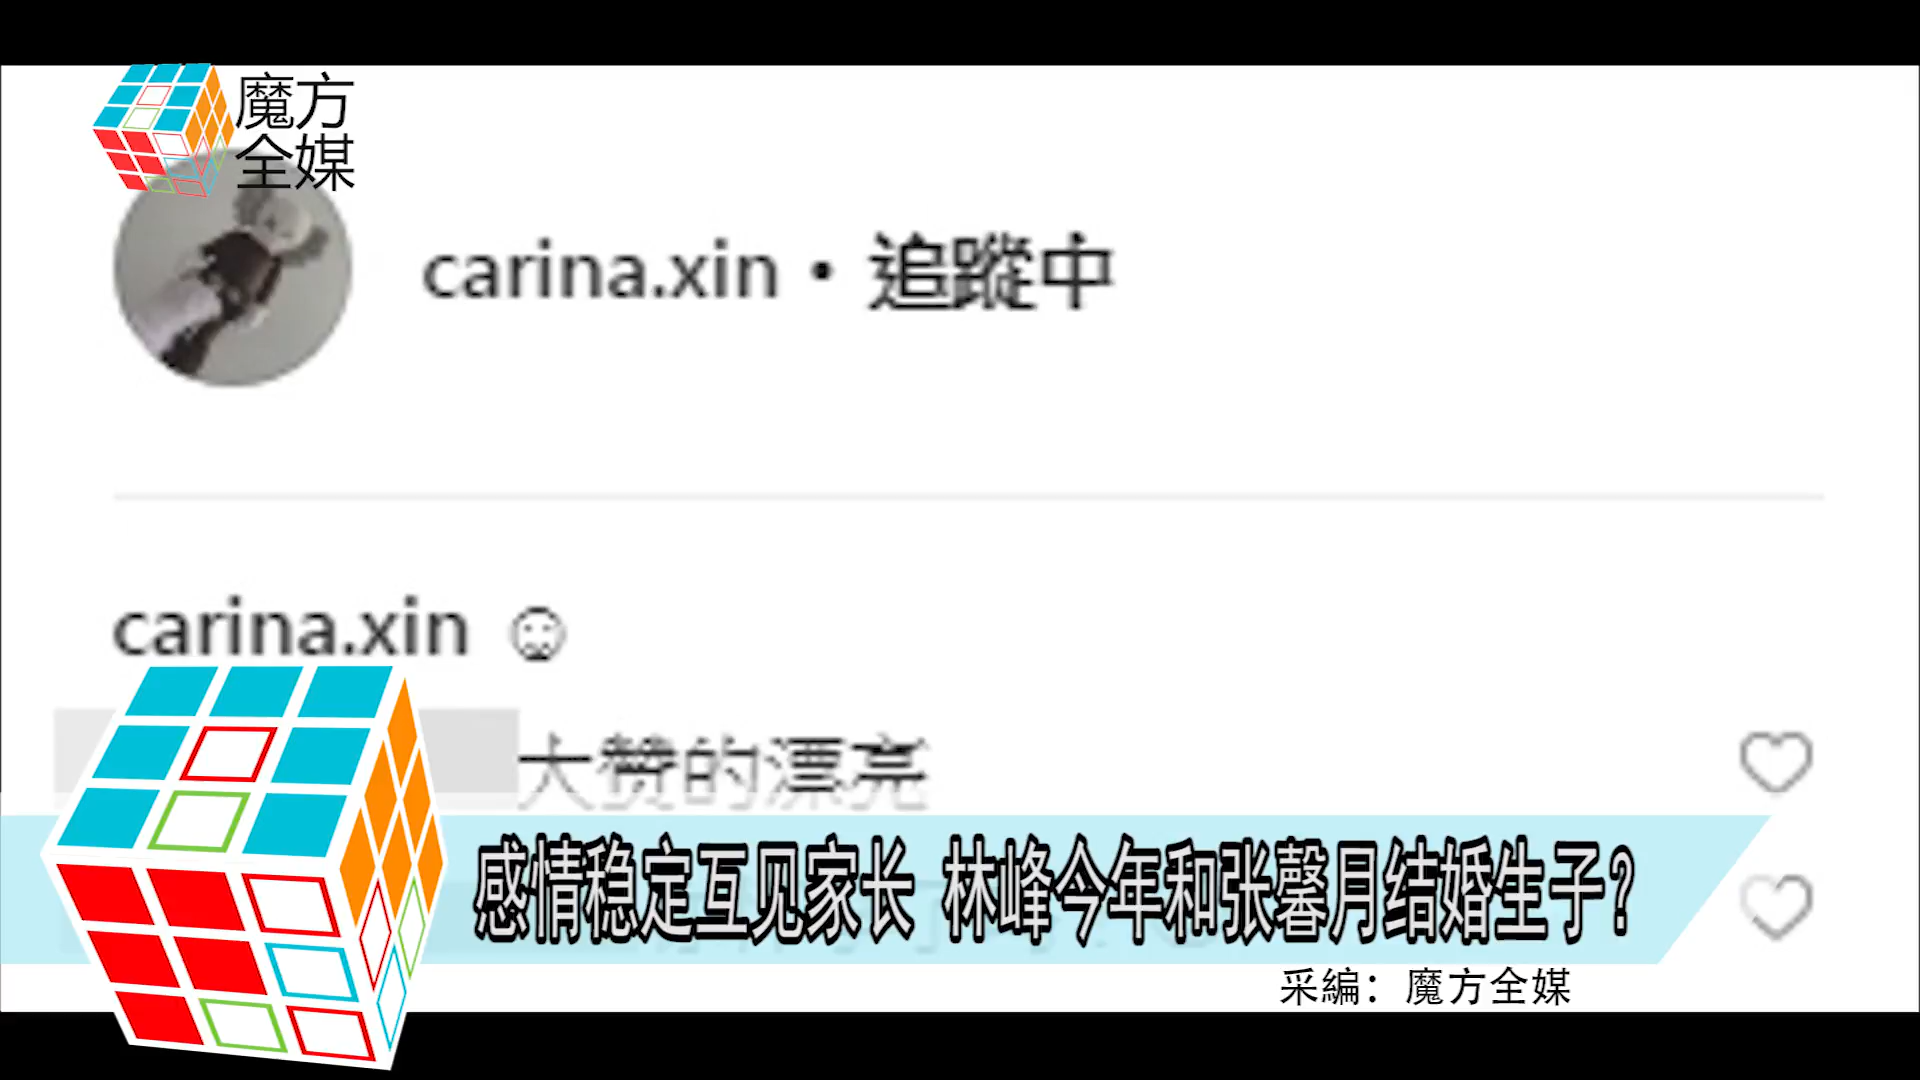 魔方
全媒
carina.xin • 追蹤中
carina.xin
大赞的漂亮
感情稳定互见家长 林峰今年和张馨月结婚生子?
采編：魔方全媒